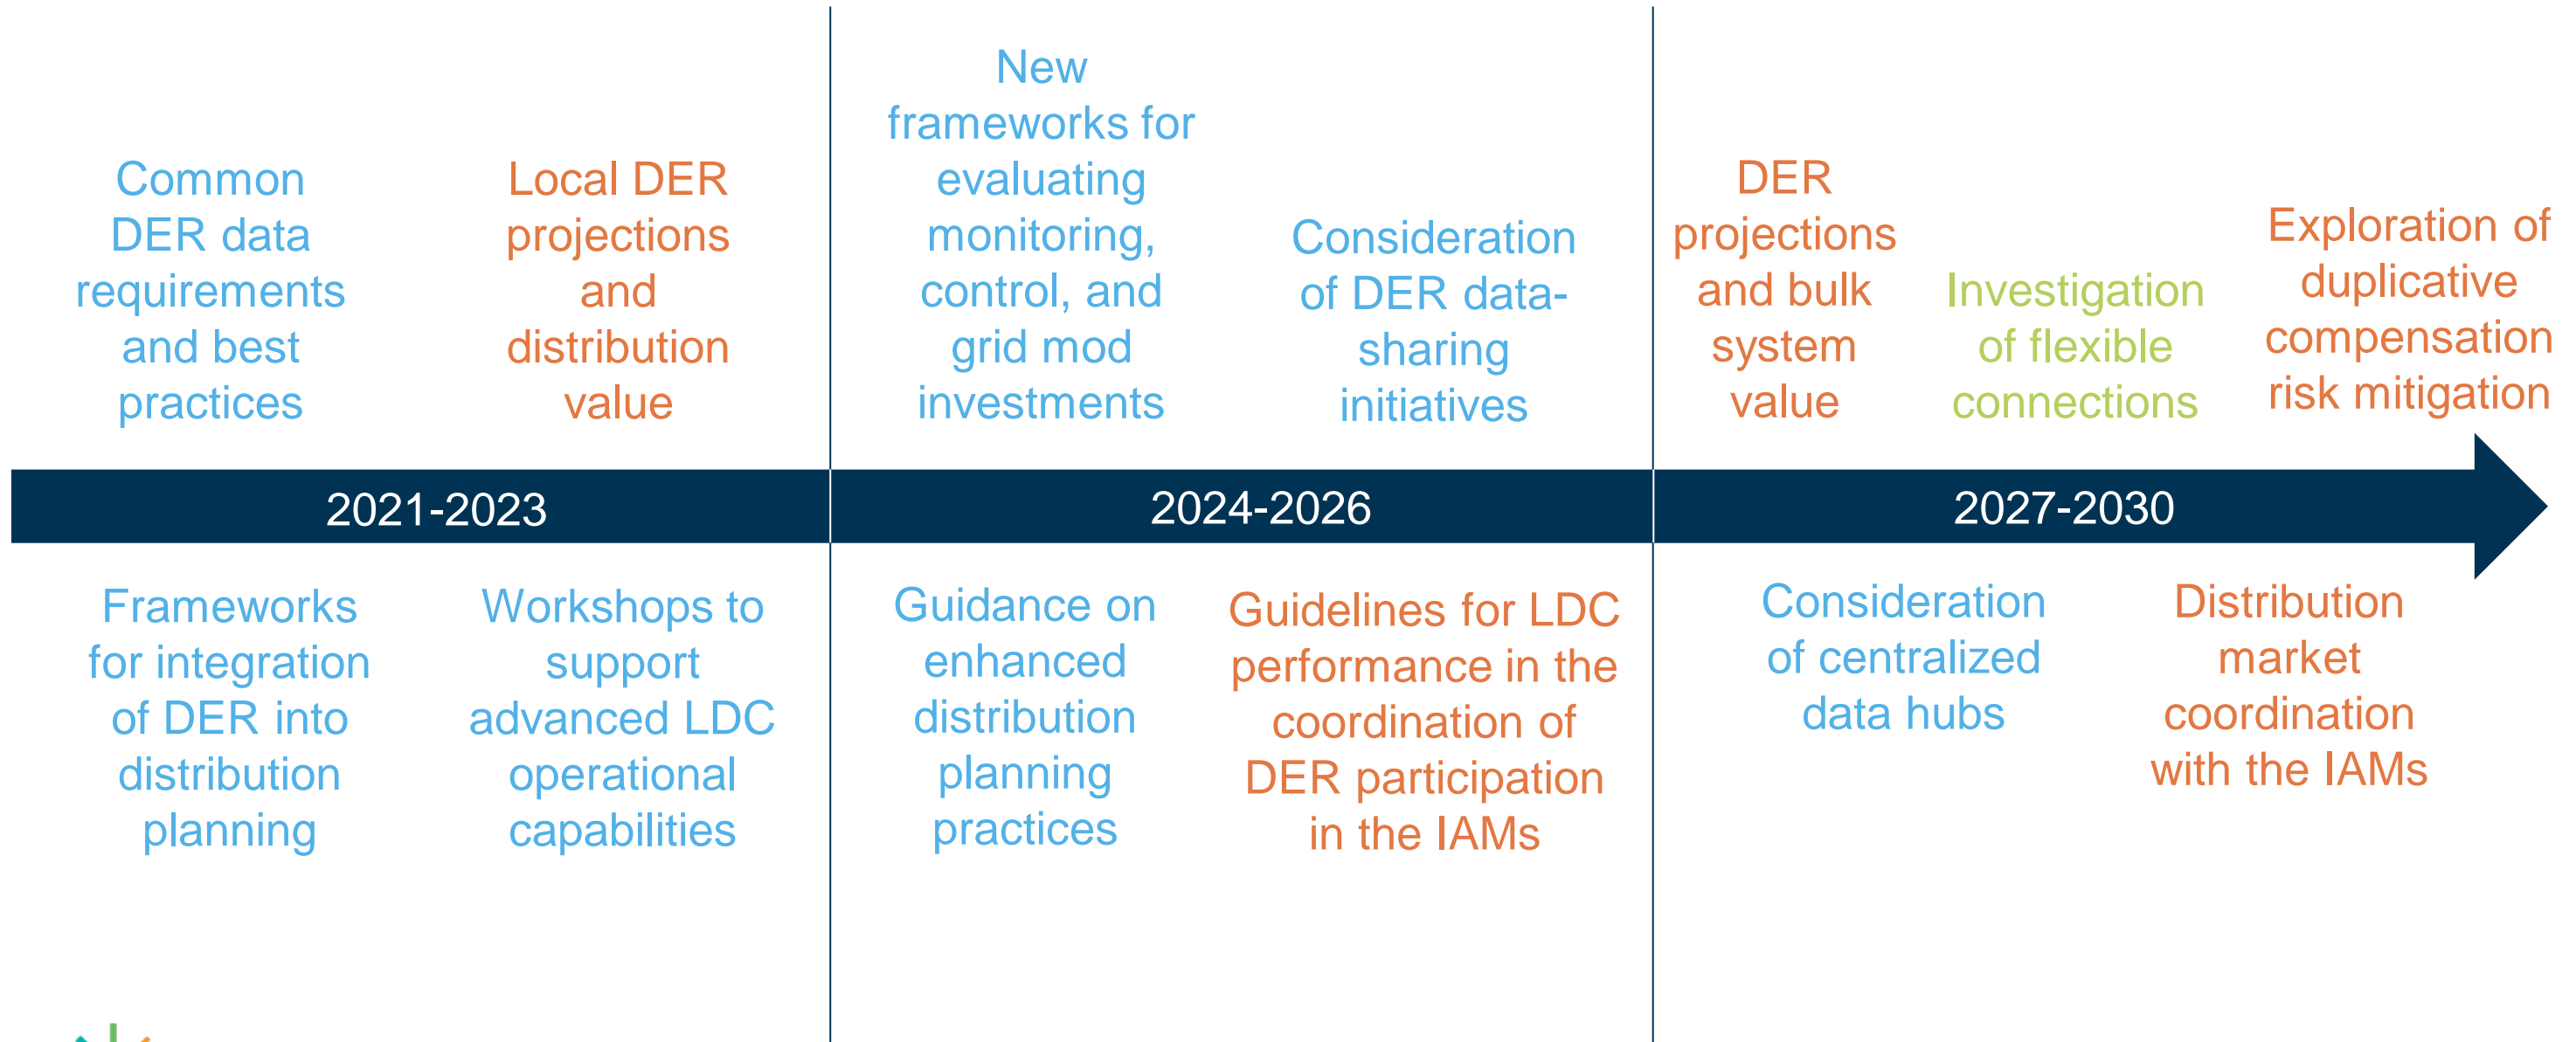 Common
DER data
requirements
and best
practices
Local DER
projections
and
distribution
value
New
frameworks for
evaluating
monitoring,
control, and
grid mod
investments
Consideration
of DER data-
sharing
initiatives
DER
projections
and bulk
system
value
Investigation
of flexible
connections
Exploration of
duplicative
compensation
risk mitigation
2021-2023
2024-2026
2027-2030
Frameworks
for integration
of DER into
distribution
planning
Workshops to
support
advanced LDC
operational
capabilities
Guidance on
enhanced
distribution
planning
practices
Guidelines for LDC
performance in the
coordination of
DER participation
in the IAMs
Consideration
of centralized
data hubs
Distribution
market
coordination
with the IAMs